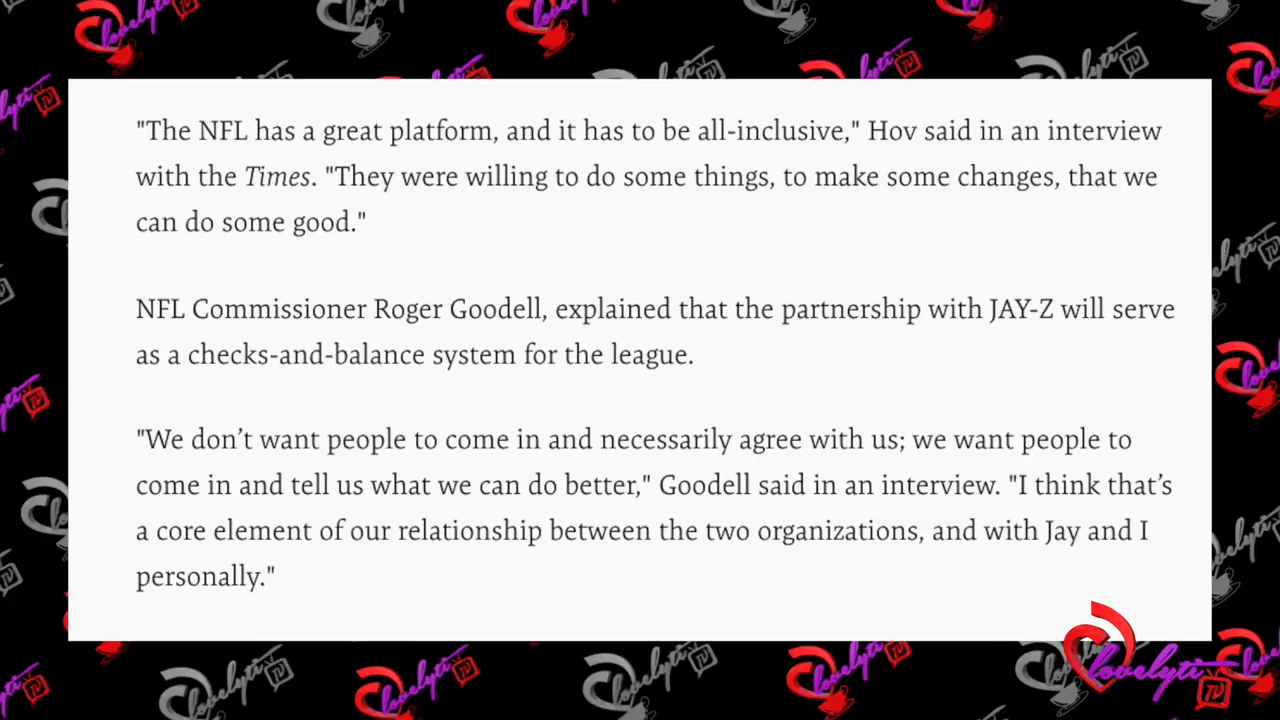 "The NFL has a great platform, and it has to be all-inclusive," Hov said in an interview
with the Times. "They were willing to do some things, to make some changes, that we
can do some good."
NFL Commissioner Roger Goodell, explained that the partnership with JAY-Z will serve
as a checks-and-balance system for the league.
"We don’t want people to come in and necessarily agree with us; we want people to
come in and tell us what we can do better," Goodell said in an interview. "I think that’s
a core element of our relationship between the two organizations, and with Jay and I
personally."
lovelyti TV